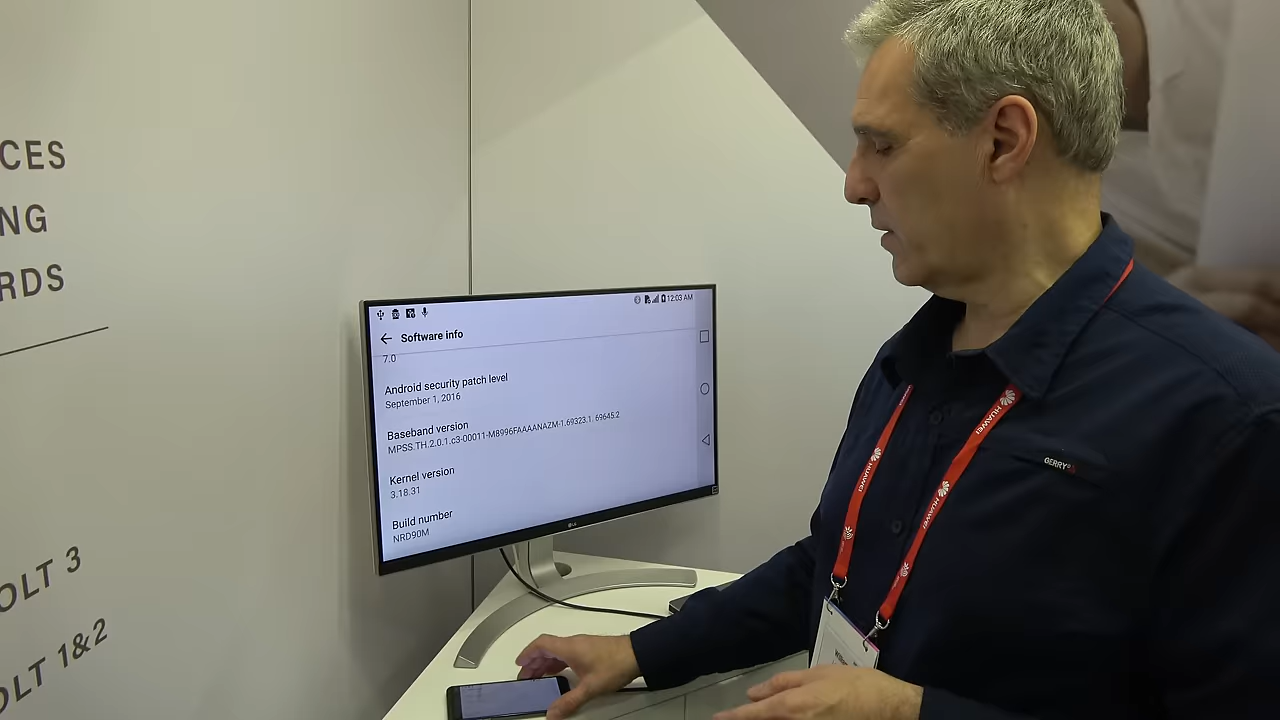 CES
NG
RDS
OLT 3
OLT 1&2
12:03 AM
Software info
7.0
Android security patch level
September 1, 2016
Baseband version
MPSS.TH.2.0.1.c3-00011-M8996FAAAANAZM-1.69323.1. 69645.2
Kernel version
3.18.31
Build number
NRD90M
LG
HUAWEI
HUAWEI
HUAWEI
HUAWEI
GERRY